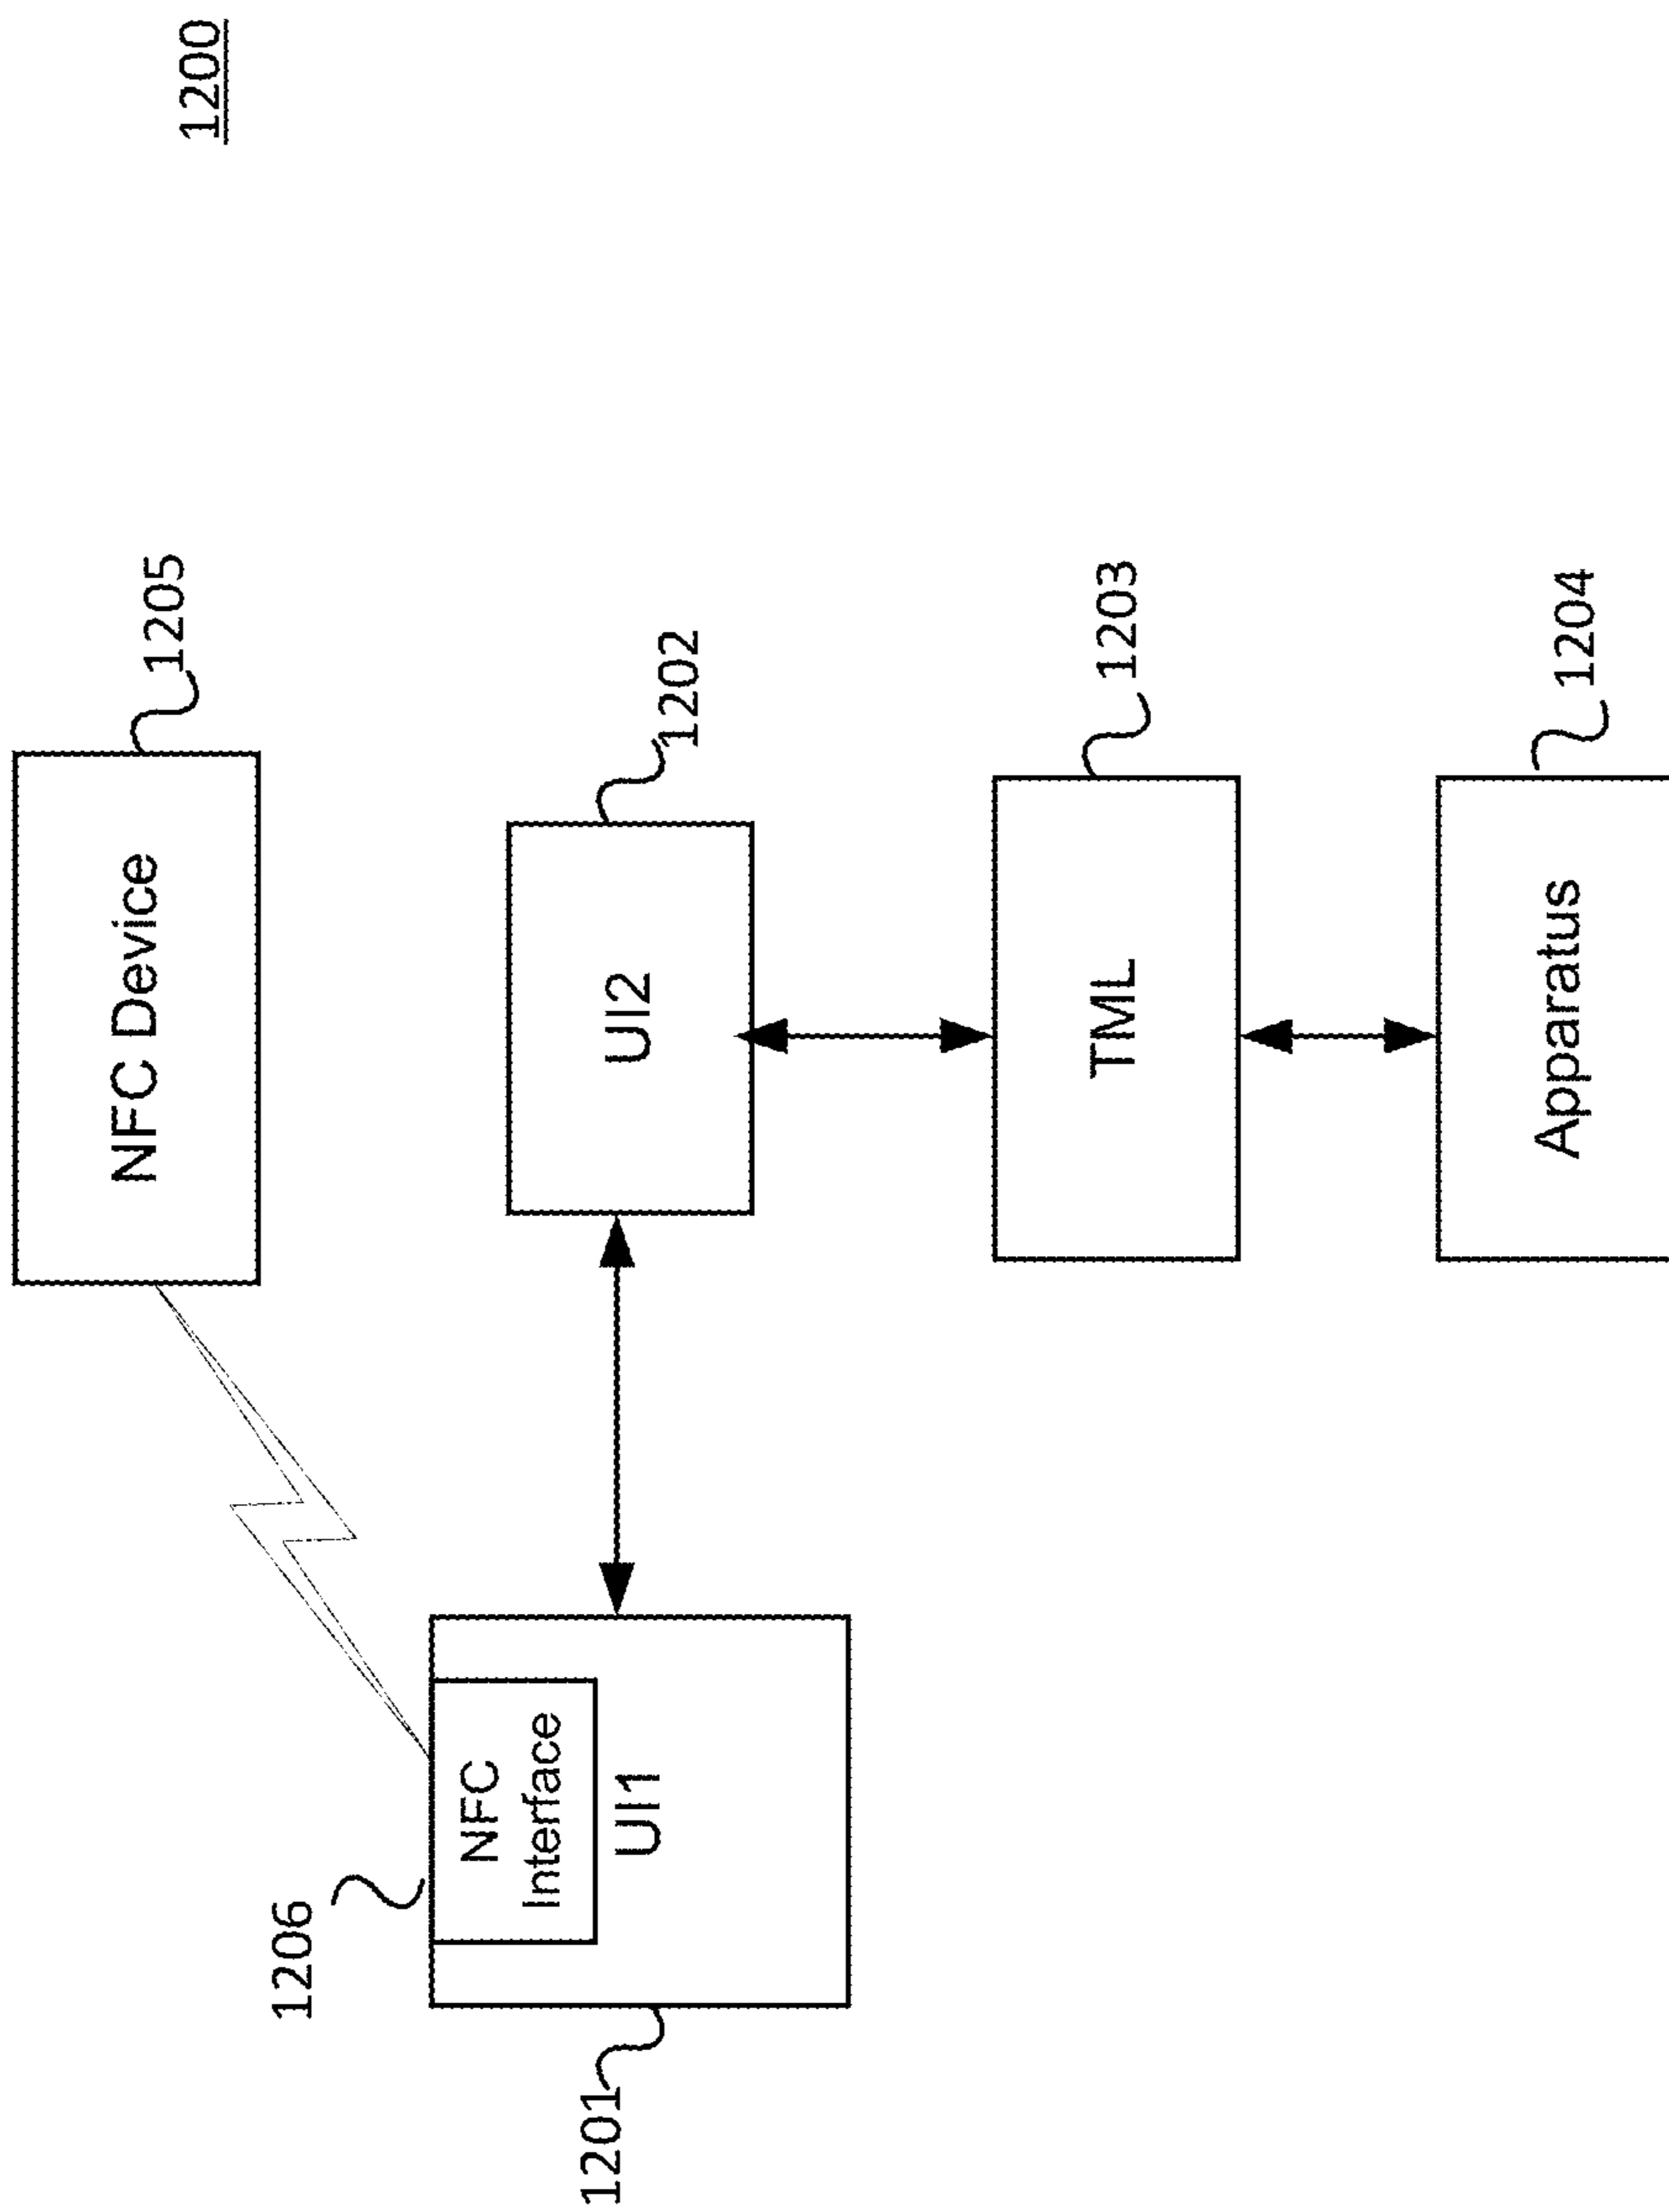 1200
NFC Device
1205
1206
NFC
Interface
UI1
1201
UI2
1202
TML
1203
Apparatus
1204